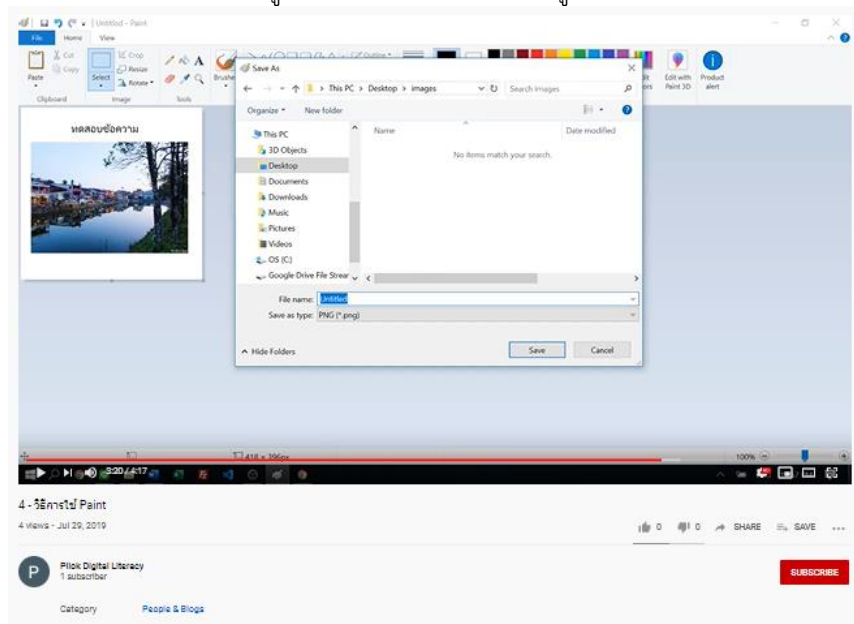 Untitled - Paint
File Home View
Cut
Copy
Paste
Crop
Resize
Rotate
Select
Outline
Edit with
Paint 3D
Product
alert
Clipboard
Image
Tools
Save As
This PC > Desktop > images
Search images
Organize
New folder
Name
Date modified
No items match your search.
This PC
3D Objects
Desktop
Documents
Downloads
Music
Pictures
Videos
OS (C:)
Google Drive File Strear
File name: Untitled
Save as type: PNG (*.png)
Hide Folders
Save
Cancel
ทดสอบข้อความ
100%
3:20 / 4:17
4 - วิธีการใช้ Paint
4 views - Jul 29, 2019
0 0 SHARE SAVE
P
Pilok Digital Literacy
1 subscriber
SUBSCRIBE
Category People & Blogs